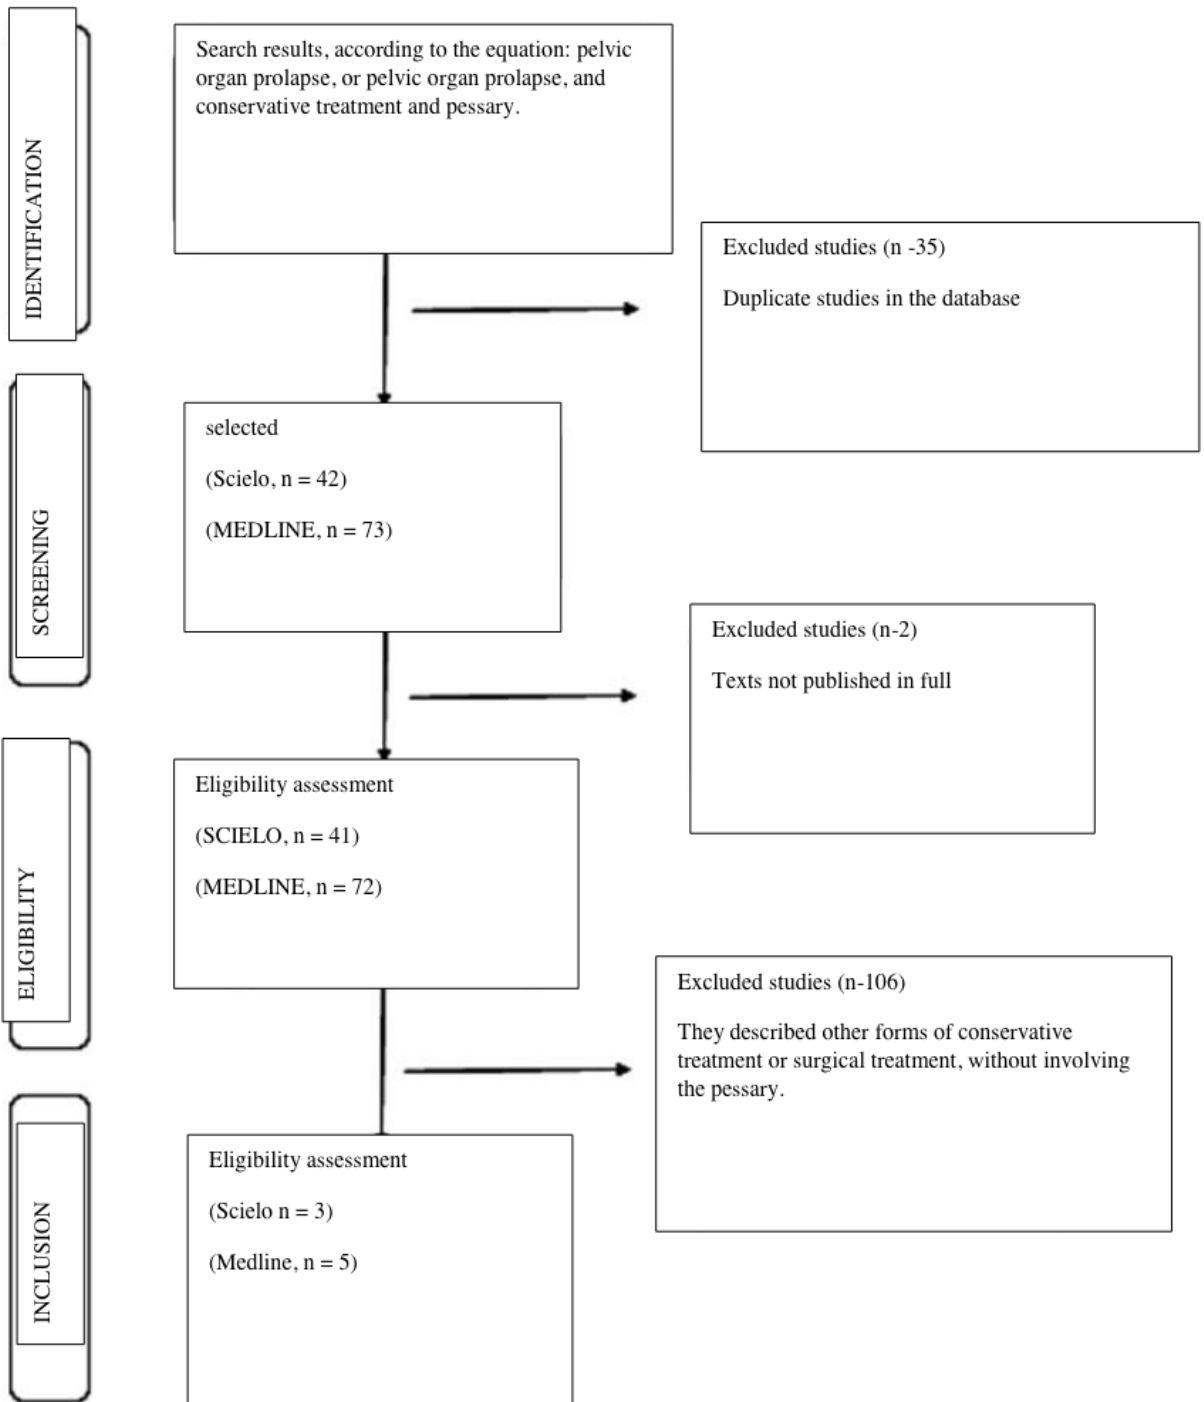 IDENTIFICATION
Search results, according to the equation: pelvic
organ prolapse, or pelvic organ prolapse, and
conservative treatment and pessary.
Excluded studies (n -35)
Duplicate studies in the database
SCREENING
selected
(Scielo, n = 42)
(MEDLINE, n = 73)
Excluded studies (n-2)
Texts not published in full
ELIGIBILITY
Eligibility assessment
(SCIELO, n = 41)
(MEDLINE, n = 72)
Excluded studies (n-106)
They described other forms of conservative
treatment or surgical treatment, without involving
the pessary.
INCLUSION
Eligibility assessment
(Scielo n = 3)
(Medline, n = 5)